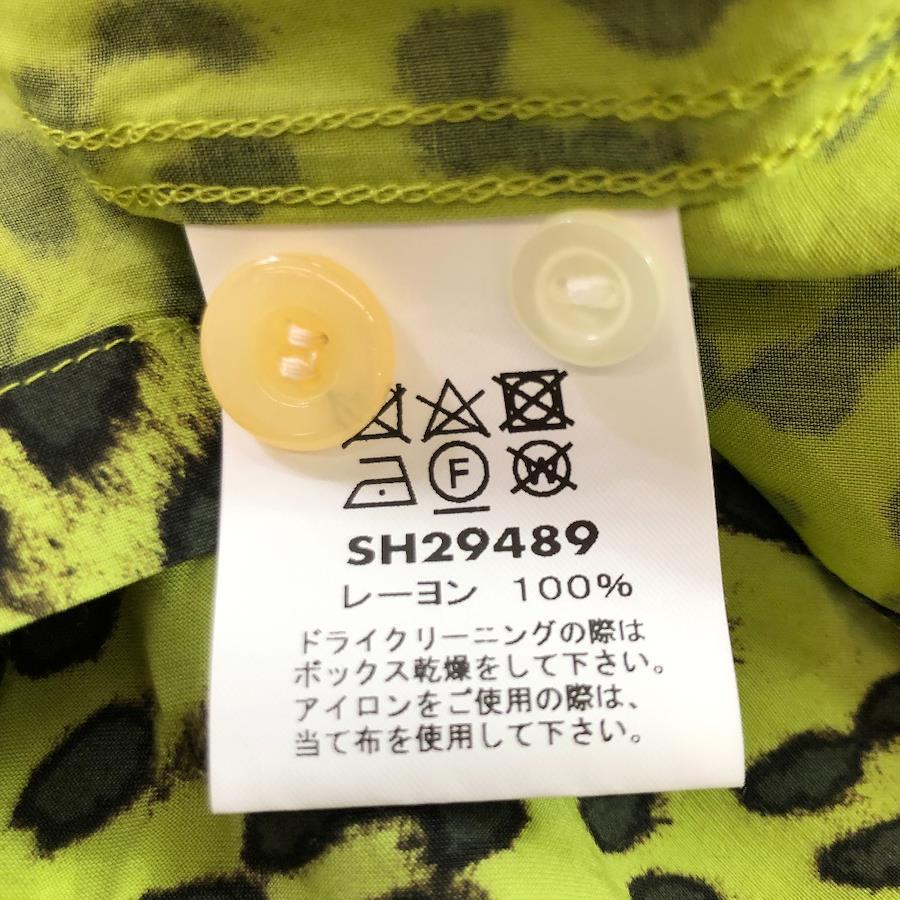 F
W
SH29489
レーヨン 100%
ドライクリーニングの際は
ボックス乾燥をして下さい。
アイロンをご使用の際は、
当て布を使用して下さい。